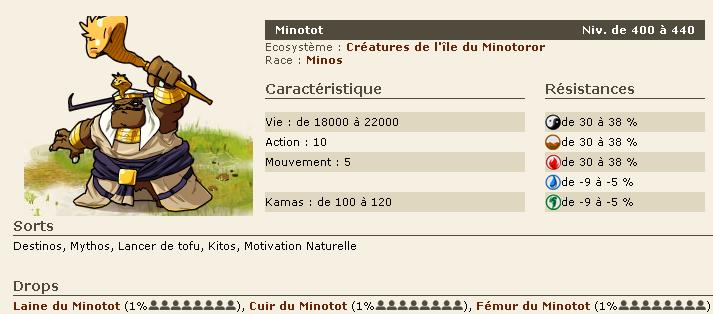 Minotot Niv. de 400 à 440
Ecosystème : Créatures de l'île du Minotoror
Race : Minos
Caractéristique Résistances
Vie : de 18000 à 22000 de 30 à 38 %
Action : 10 de 30 à 38 %
Mouvement : 5 de 30 à 38 %
de -9 à -5 %
Kamas : de 100 à 120 de -9 à -5 %
Sorts
Destinos, Mythos, Lancer de tofu, Kitos, Motivation Naturelle
Drops
Laine du Minotot (1%), Cuir du Minotot (1%), Fémur du Minotot (1%)